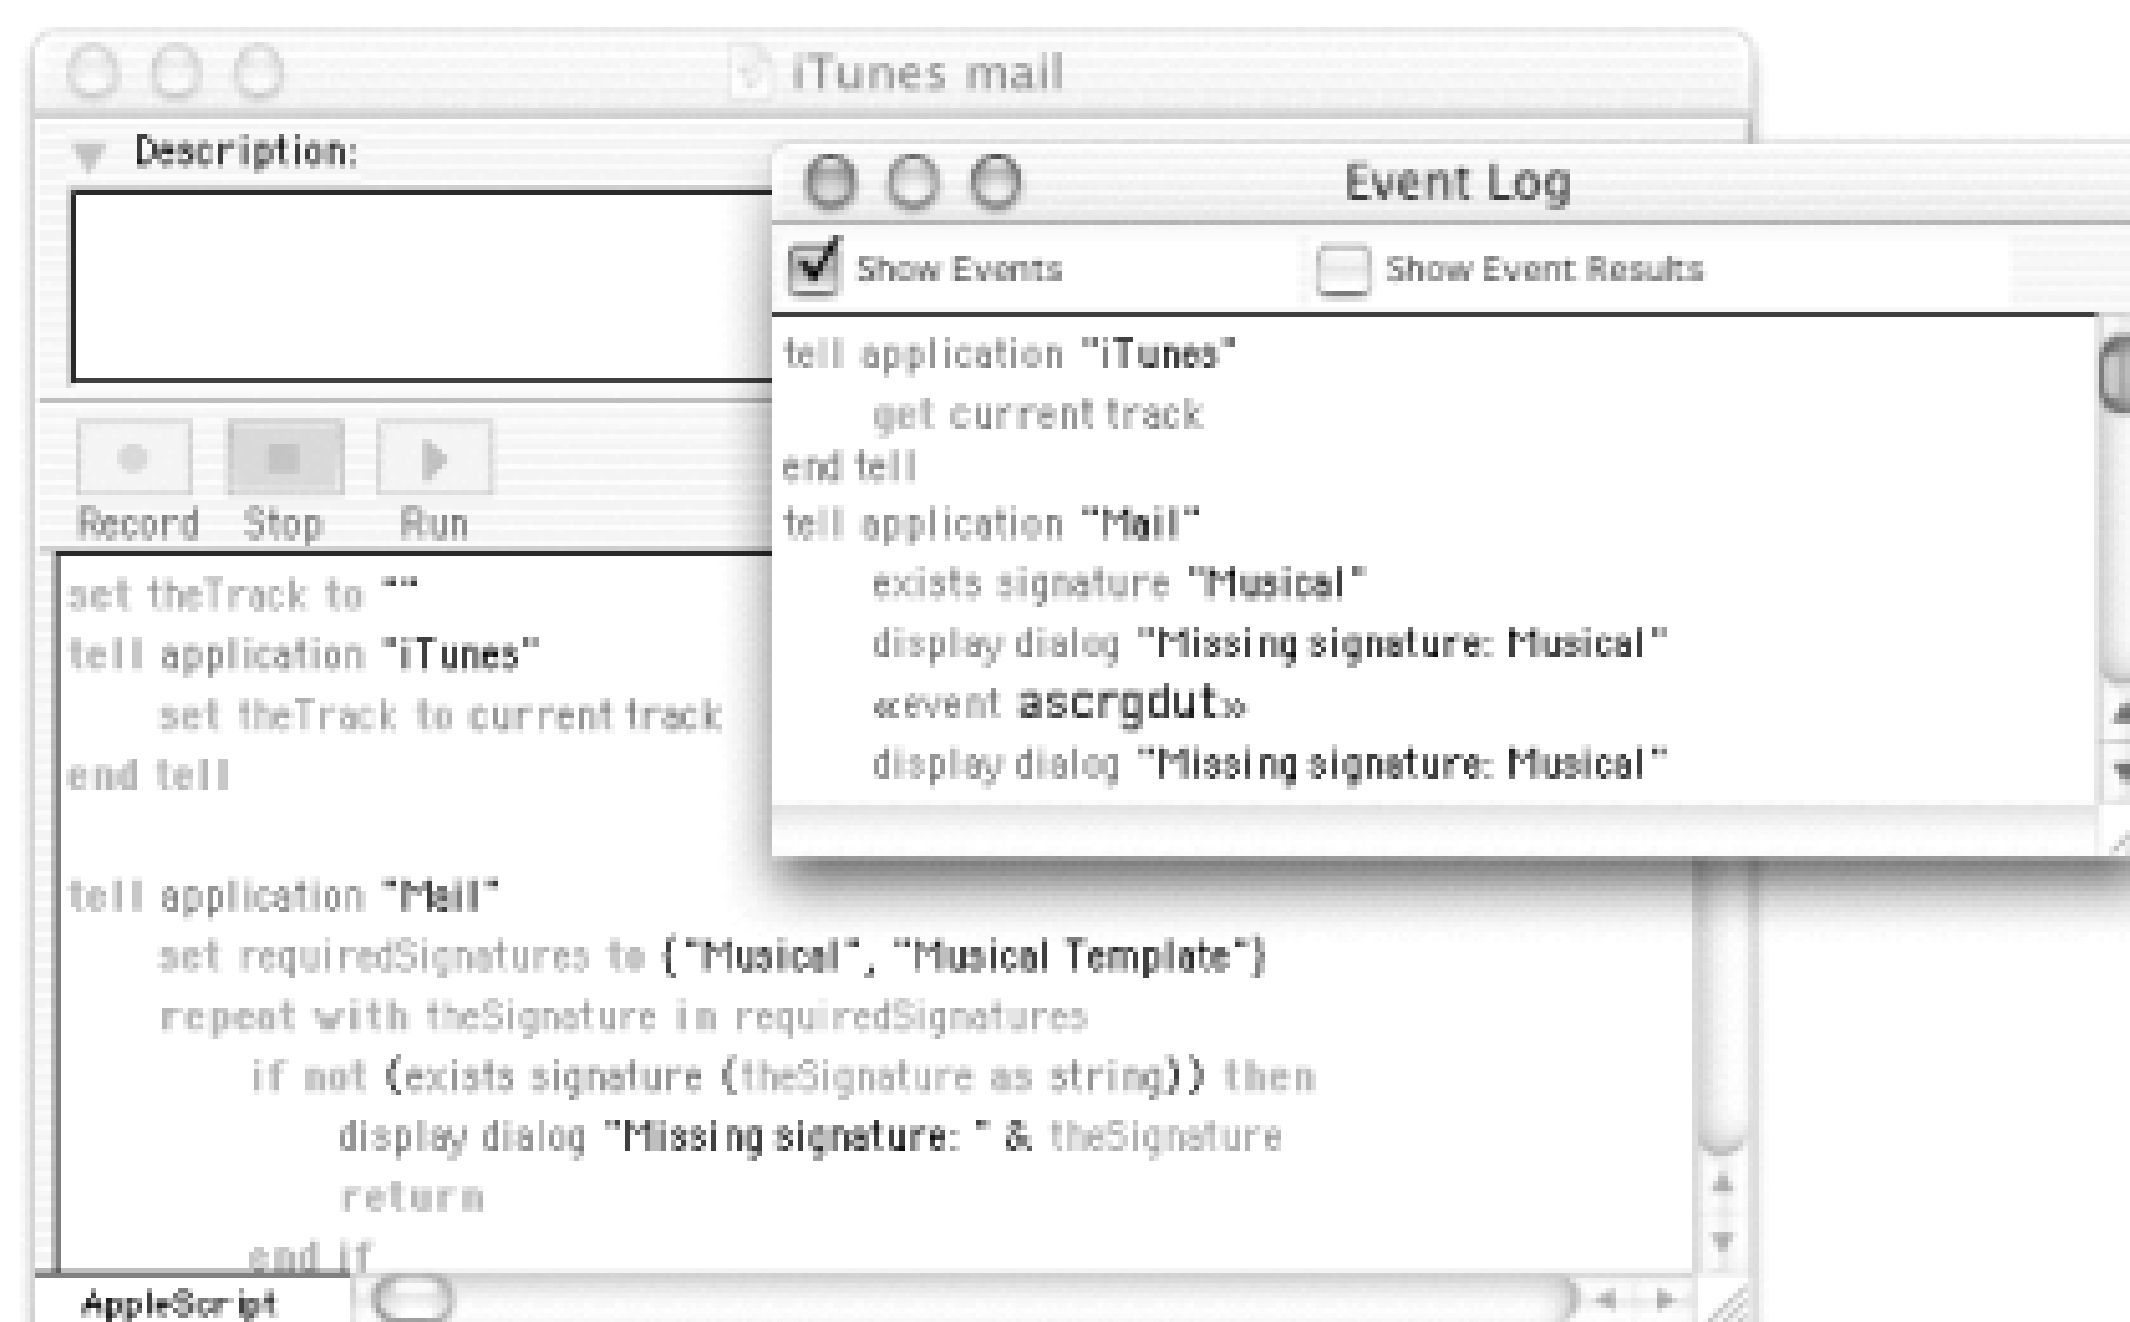 iTunes mail
Description:
Record Stop Run
set theTrack to ""
tell application "iTunes"
set theTrack to current track
end tell
tell application "Mail"
set requiredSignatures to {"Musical", "Musical Template"}
repeat with theSignature in requiredSignatures
if not (exists signature (theSignature as string)) then
display dialog "Missing signature: " & theSignature
return
end if
AppleScript
Event Log
Show Events Show Event Results
tell application "iTunes"
get current track
end tell
tell application "Mail"
exists signature "Musical"
display dialog "Missing signature: Musical"
«event ascrgdut»
display dialog "Missing signature: Musical"